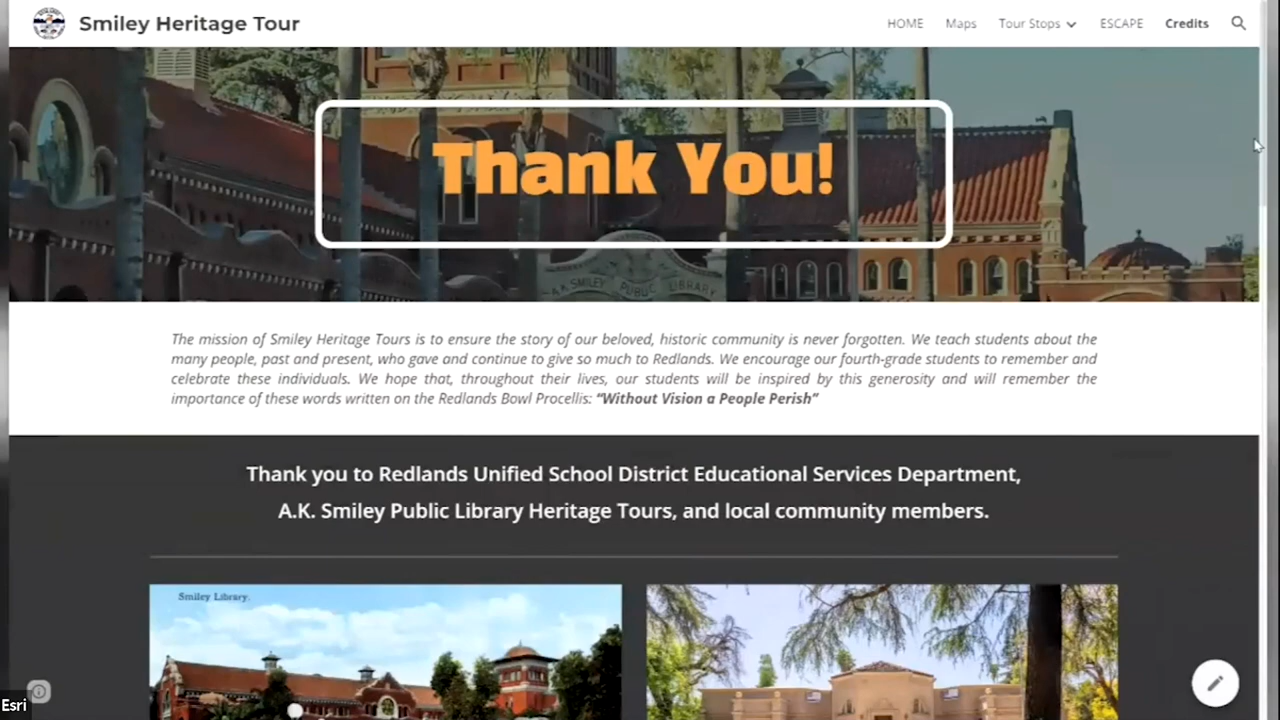 Smiley Heritage Tour
HOME Maps Tour Stops ESCAPE Credits
Thank You!
A.K. SMILEY PUBLIC LIBRARY
The mission of Smiley Heritage Tours is to ensure the story of our beloved, historic community is never forgotten. We teach students about the
many people, past and present, who gave and continue to give so much to Redlands. We encourage our fourth-grade students to remember and
celebrate these individuals. We hope that, throughout their lives, our students will be inspired by this generosity and will remember the
importance of these words written on the Redlands Bowl Procellis: “Without Vision a People Perish”
Thank you to Redlands Unified School District Educational Services Department,
A.K. Smiley Public Library Heritage Tours, and local community members.
Smiley Library.
Esri